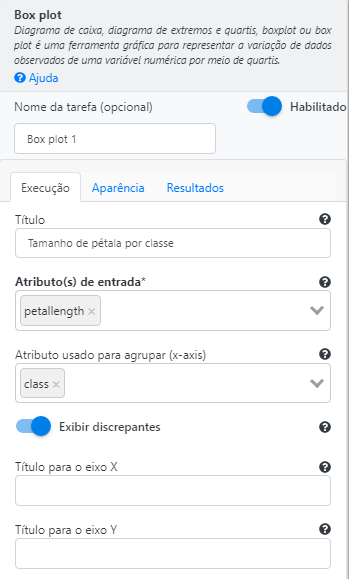 Box plot
Diagrama de caixa, diagrama de extremos e quartis, boxplot ou box
plot é uma ferramenta gráfica para representar a variação de dados
observados de uma variável numérica por meio de quartis.
Ajuda
Nome da tarefa (opcional) Habilitado
Box plot 1
Execução Aparência Resultados
Título
Tamanho de pétala por classe
Atributo(s) de entrada*
petallength ×
Atributo usado para agrupar (x-axis)
class ×
Exibir discrepantes
Título para o eixo X
Título para o eixo Y